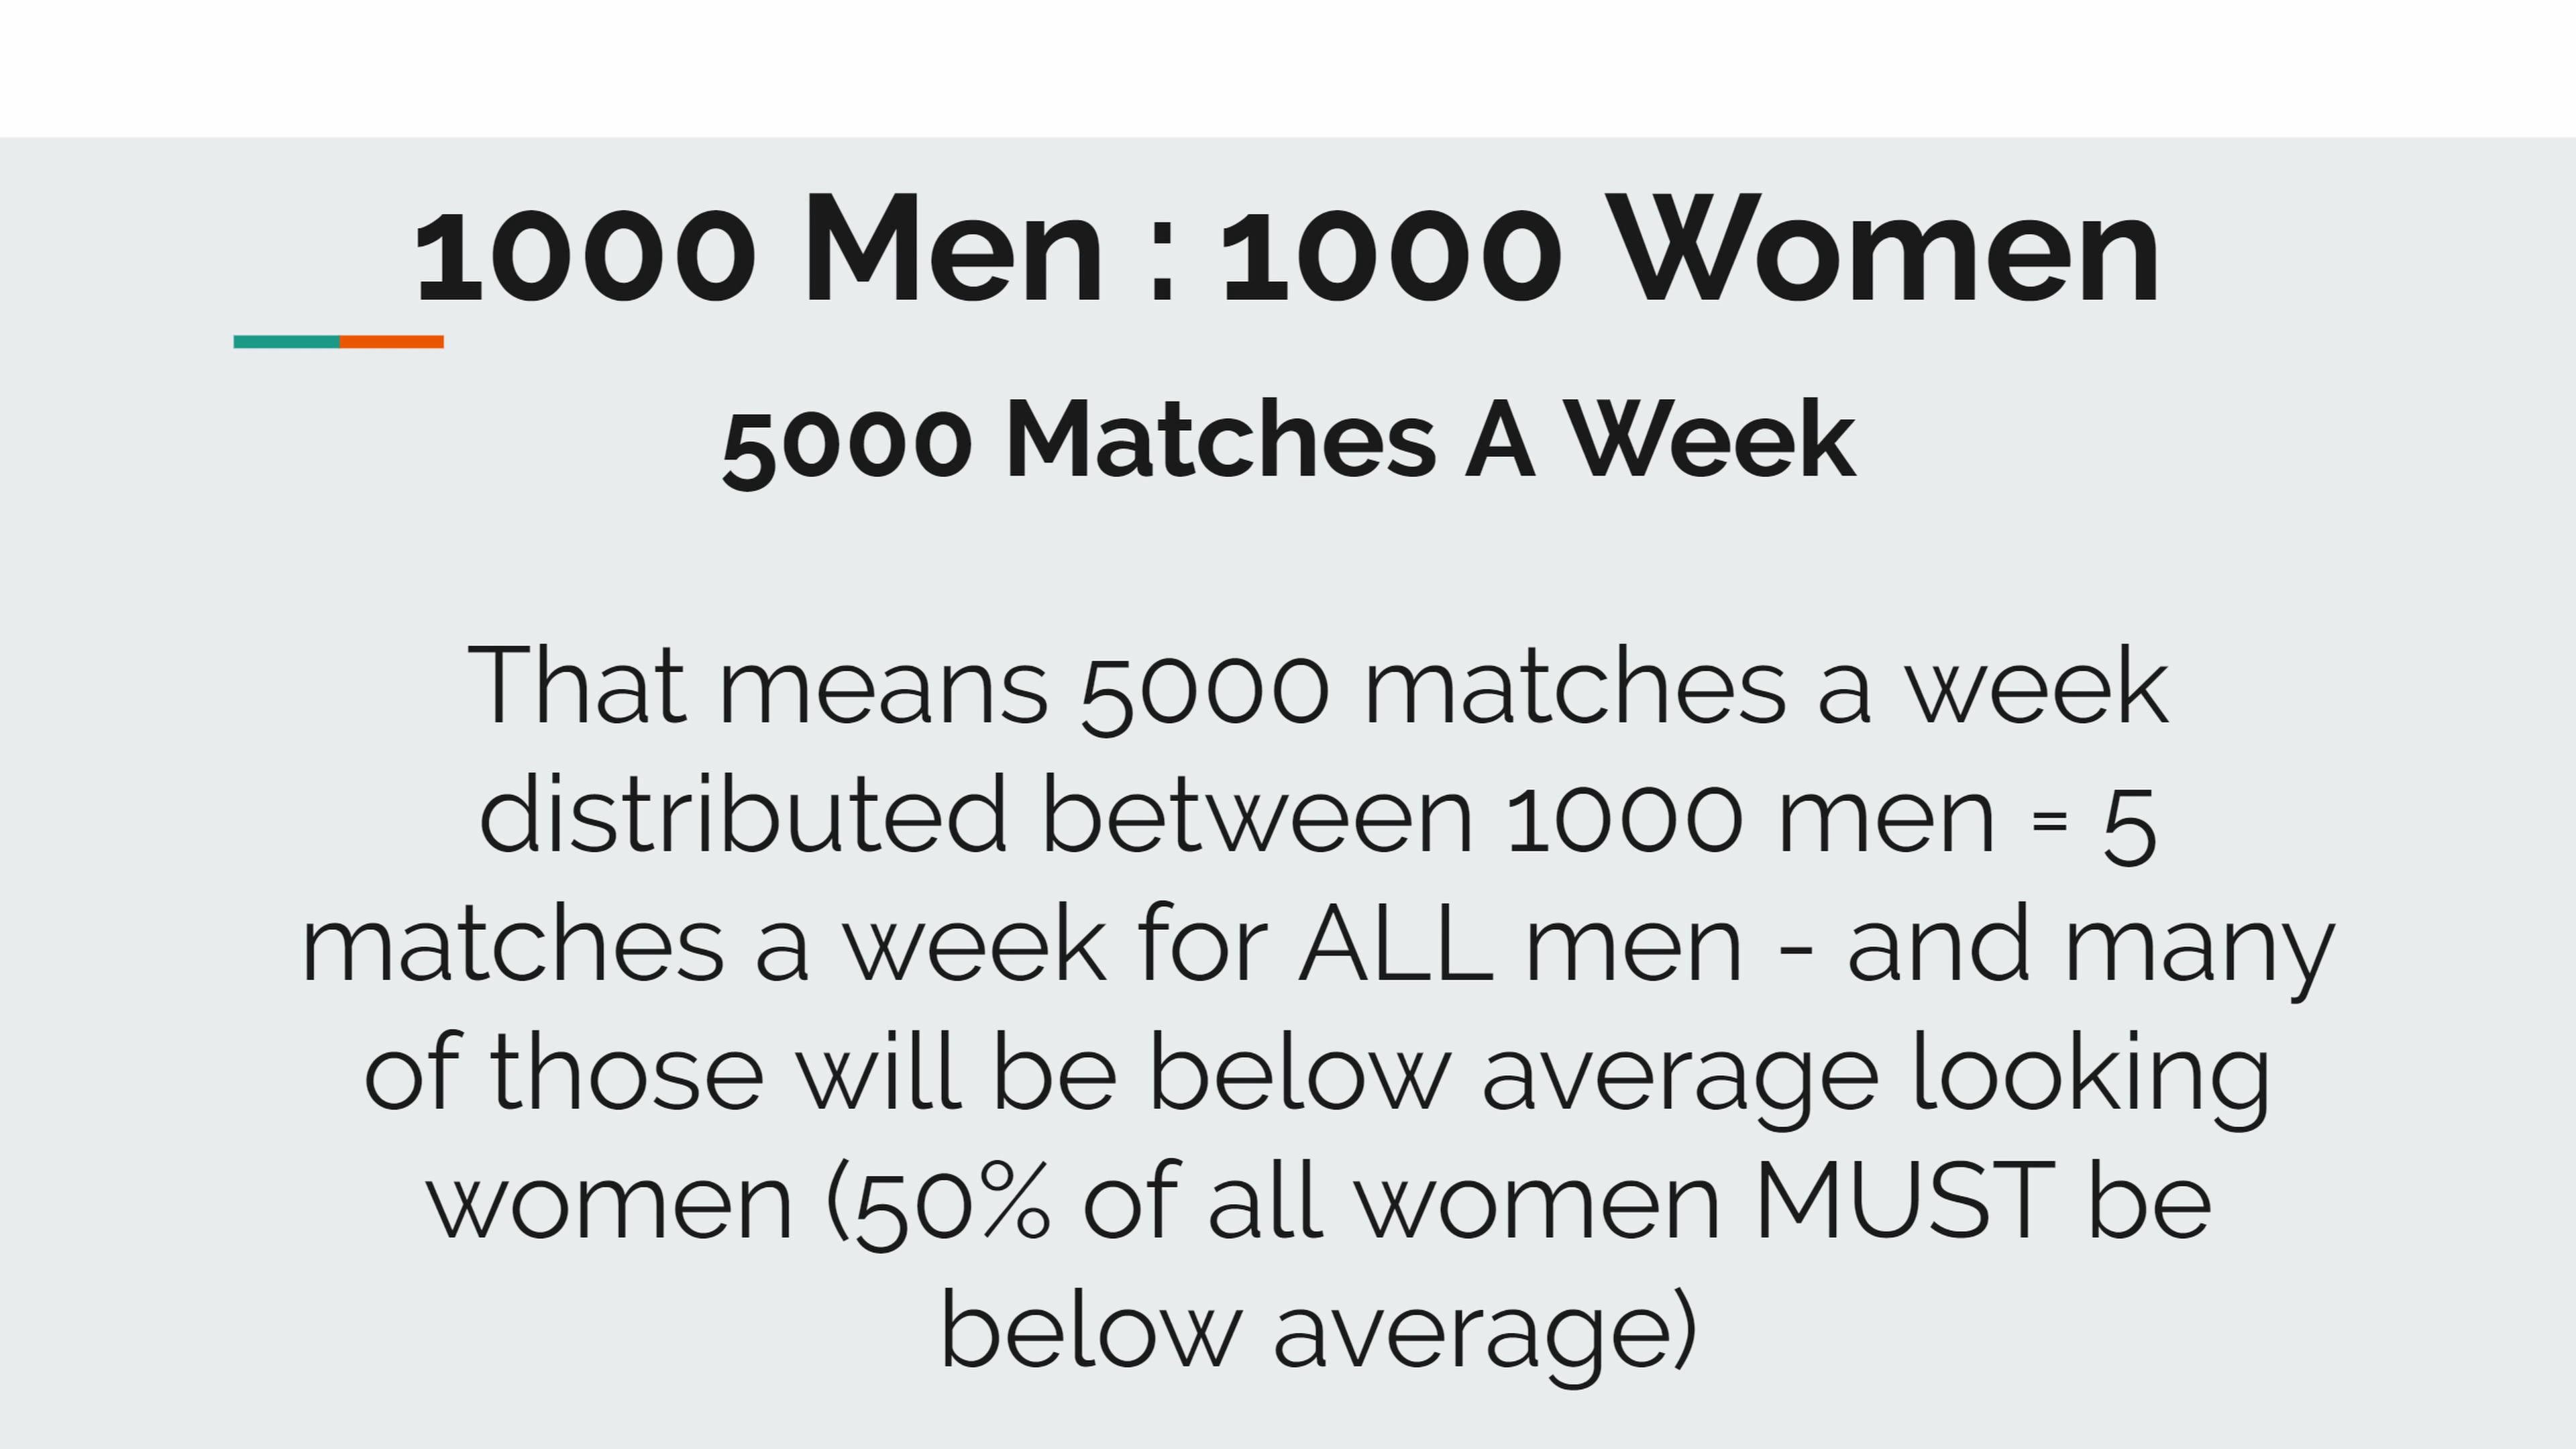 1000 Men : 1000 Women
5000 Matches A Week
That means 5000 matches a week
distributed between 1000 men = 5
matches a week for ALL men - and many
of those will be below average looking
women (50% of all women MUST be
below average)